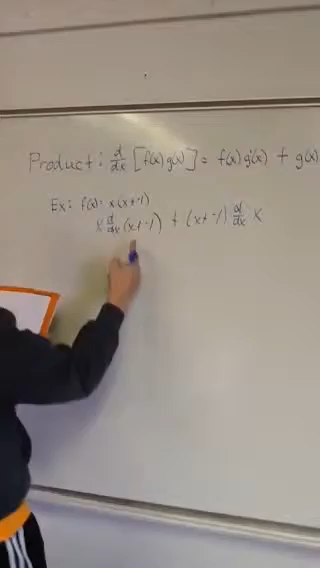 Product: d/dx [f(x)g(x)] = f(x)g'(x) + g(x)
Ex: f(x) = x(x+-1)
x d/dx (x+-1) + (x+-1) d/dx x